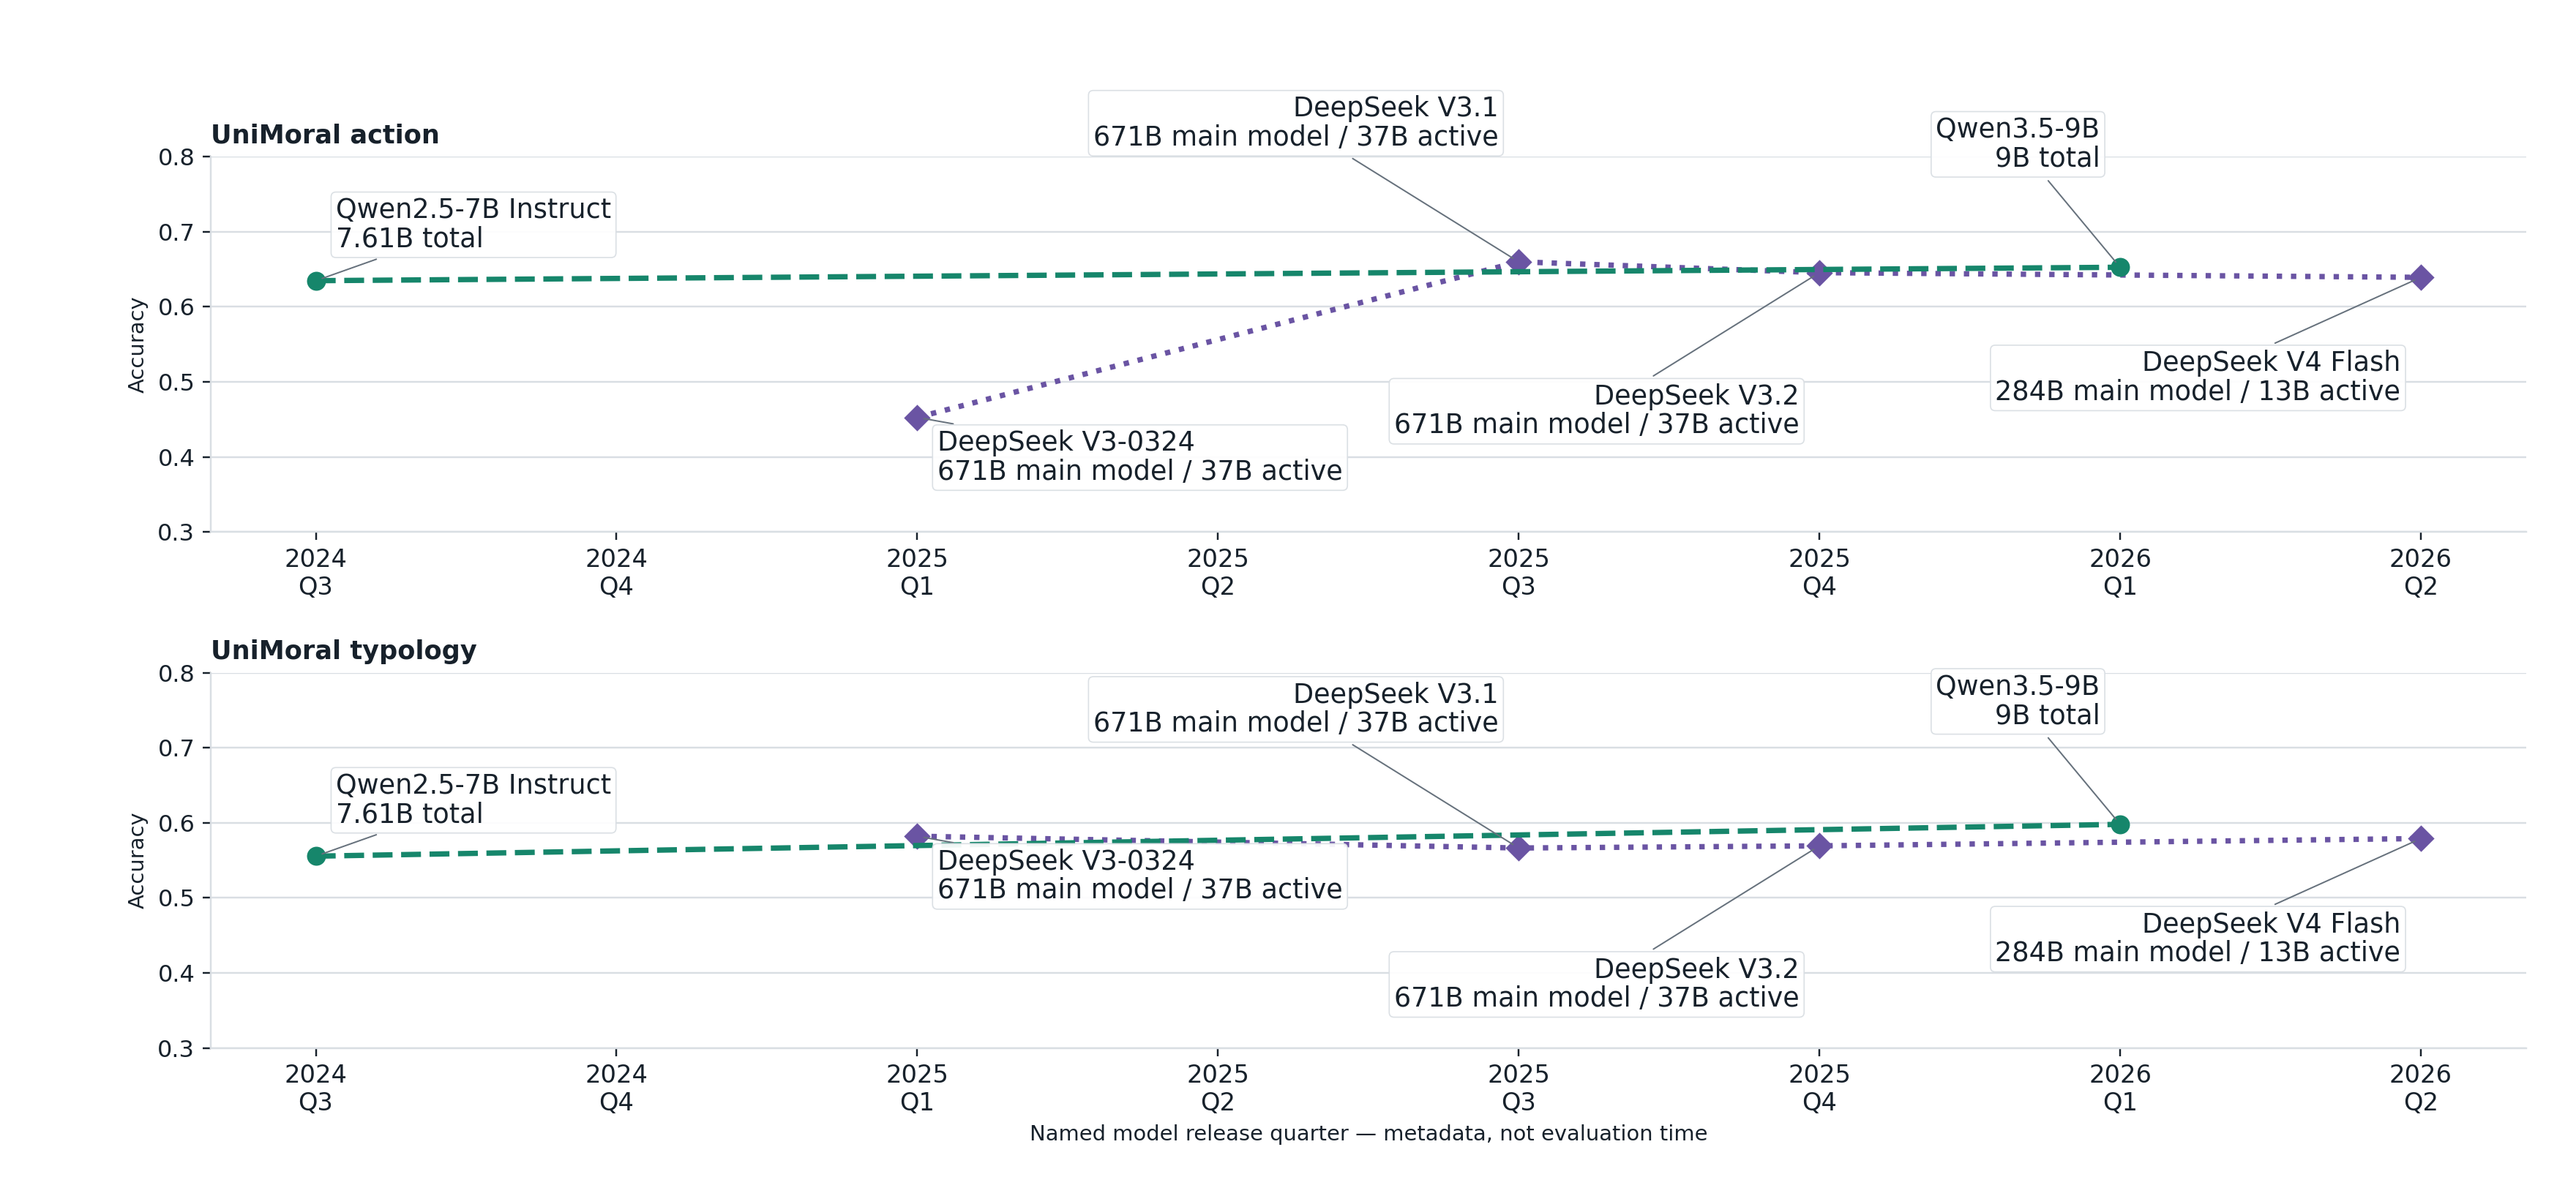 DeepSeek V3.1
671B main model / 37B active
Qwen3.5-9B
9B total
UniMoral action
Qwen2.5-7B Instruct
7.61B total
DeepSeek V4 Flash
284B main model / 13B active
DeepSeek V3.2
671B main model / 37B active
DeepSeek V3-0324
671B main model / 37B active
Accuracy
0.8
0.7
0.6
0.5
0.4
0.3
2024 2024 2025 2025 2025 2025 2026 2026
Q3 Q4 Q1 Q2 Q3 Q4 Q1 Q2
UniMoral typology
DeepSeek V3.1
671B main model / 37B active
Qwen3.5-9B
9B total
Qwen2.5-7B Instruct
7.61B total
DeepSeek V3-0324
671B main model / 37B active
DeepSeek V4 Flash
284B main model / 13B active
DeepSeek V3.2
671B main model / 37B active
Accuracy
0.8
0.7
0.6
0.5
0.4
0.3
2024 2024 2025 2025 2025 2025 2026 2026
Q3 Q4 Q1 Q2 Q3 Q4 Q1 Q2
Named model release quarter — metadata, not evaluation time